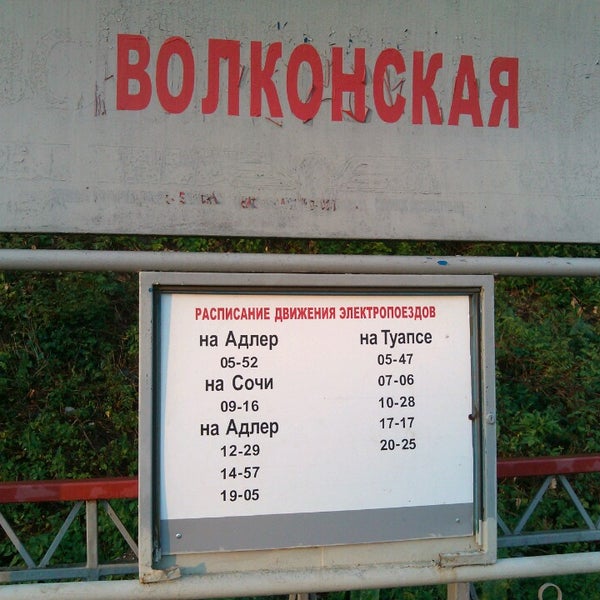 ВОЛКОНСКАЯ
РАСПИСАНИЕ ДВИЖЕНИЯ ЭЛЕКТРОПОЕЗДОВ
на Адлер
05-52
на Сочи
09-16
на Адлер
12-29
14-57
19-05
на Туапсе
05-47
07-06
10-28
17-17
20-25